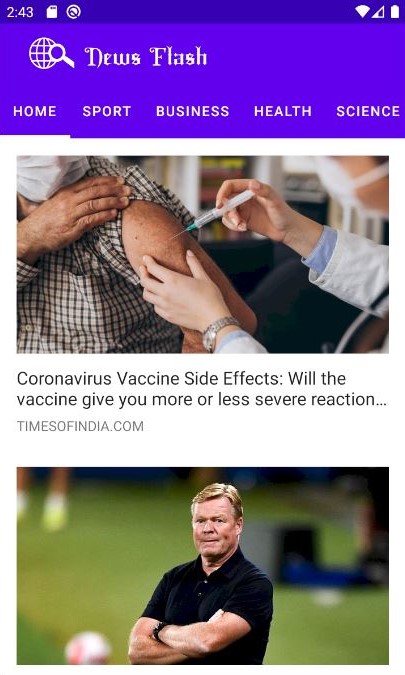 2:43
News Flash
HOME SPORT BUSINESS HEALTH SCIENCE
Coronavirus Vaccine Side Effects: Will the
vaccine give you more or less severe reaction...
TIMESOFINDIA.COM